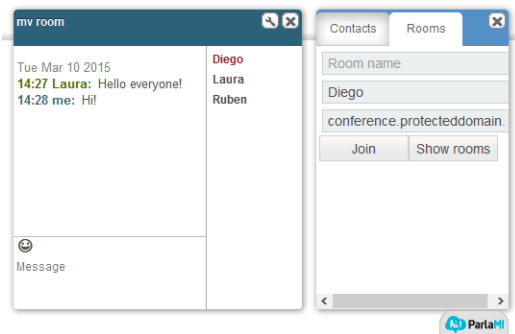 mv room
Tue Mar 10 2015
14:27 Laura: Hello everyone!
14:28 me: Hi!
Diego
Laura
Ruben
Message
Contacts
Rooms
Room name
Diego
conference.protecteddomain.
Join
Show rooms
ParlaMI